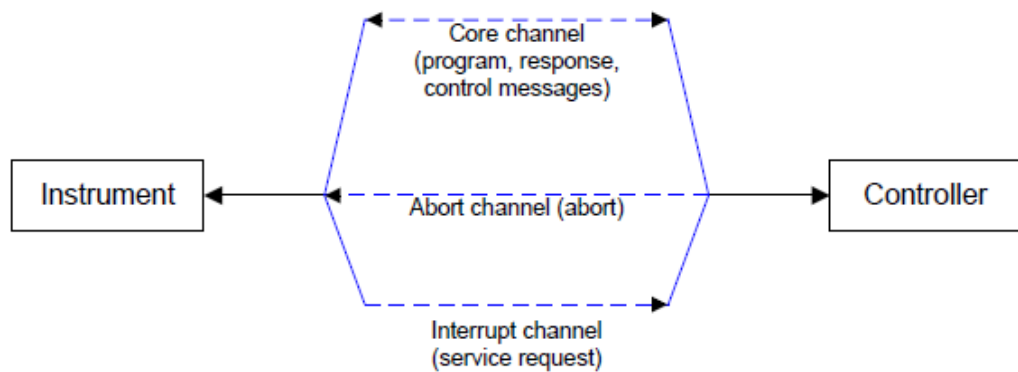 Core channel
(program, response,
control messages)
Instrument
Abort channel (abort)
Controller
Interrupt channel
(service request)